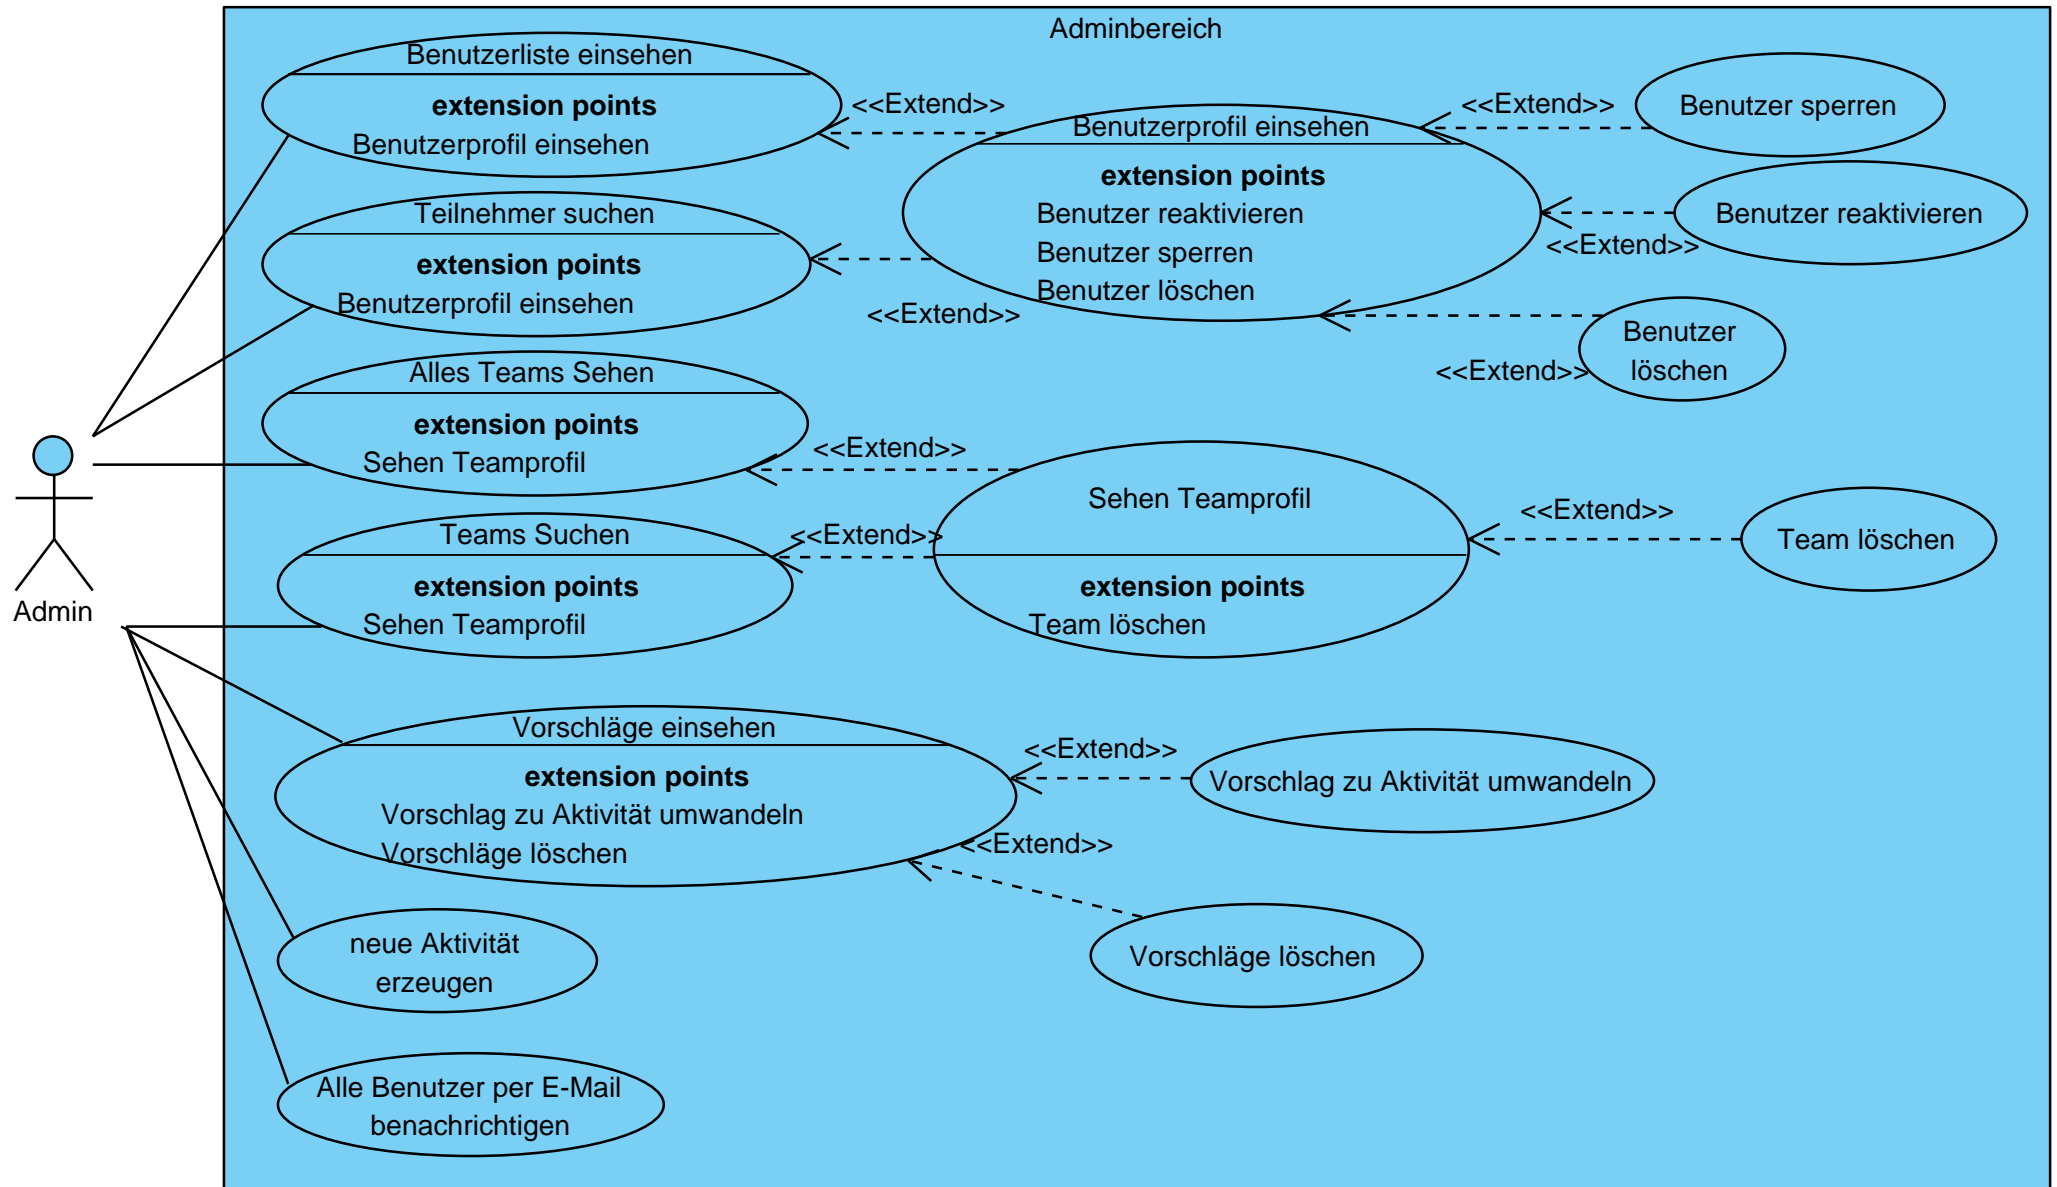 Adminbereich
Benutzerliste einsehen
extension points
Benutzerprofil einsehen
<<Extend>>
Benutzerprofil einsehen
extension points
Benutzer reaktivieren
Benutzer sperren
Benutzer löschen
<<Extend>>
Benutzer sperren
Teilnehmer suchen
extension points
Benutzerprofil einsehen
<<Extend>>
<<Extend>>
Benutzer reaktivieren
<<Extend>>
Benutzer
löschen
Alles Teams Sehen
extension points
Sehen Teamprofil
<<Extend>>
Sehen Teamprofil
extension points
Team löschen
<<Extend>>
Team löschen
Teams Suchen
extension points
Sehen Teamprofil
<<Extend>>
Admin
Vorschläge einsehen
extension points
Vorschlag zu Aktivität umwandeln
Vorschläge löschen
<<Extend>>
Vorschlag zu Aktivität umwandeln
<<Extend>>
Vorschläge löschen
neue Aktivität
erzeugen
Alle Benutzer per E-Mail
benachrichtigen